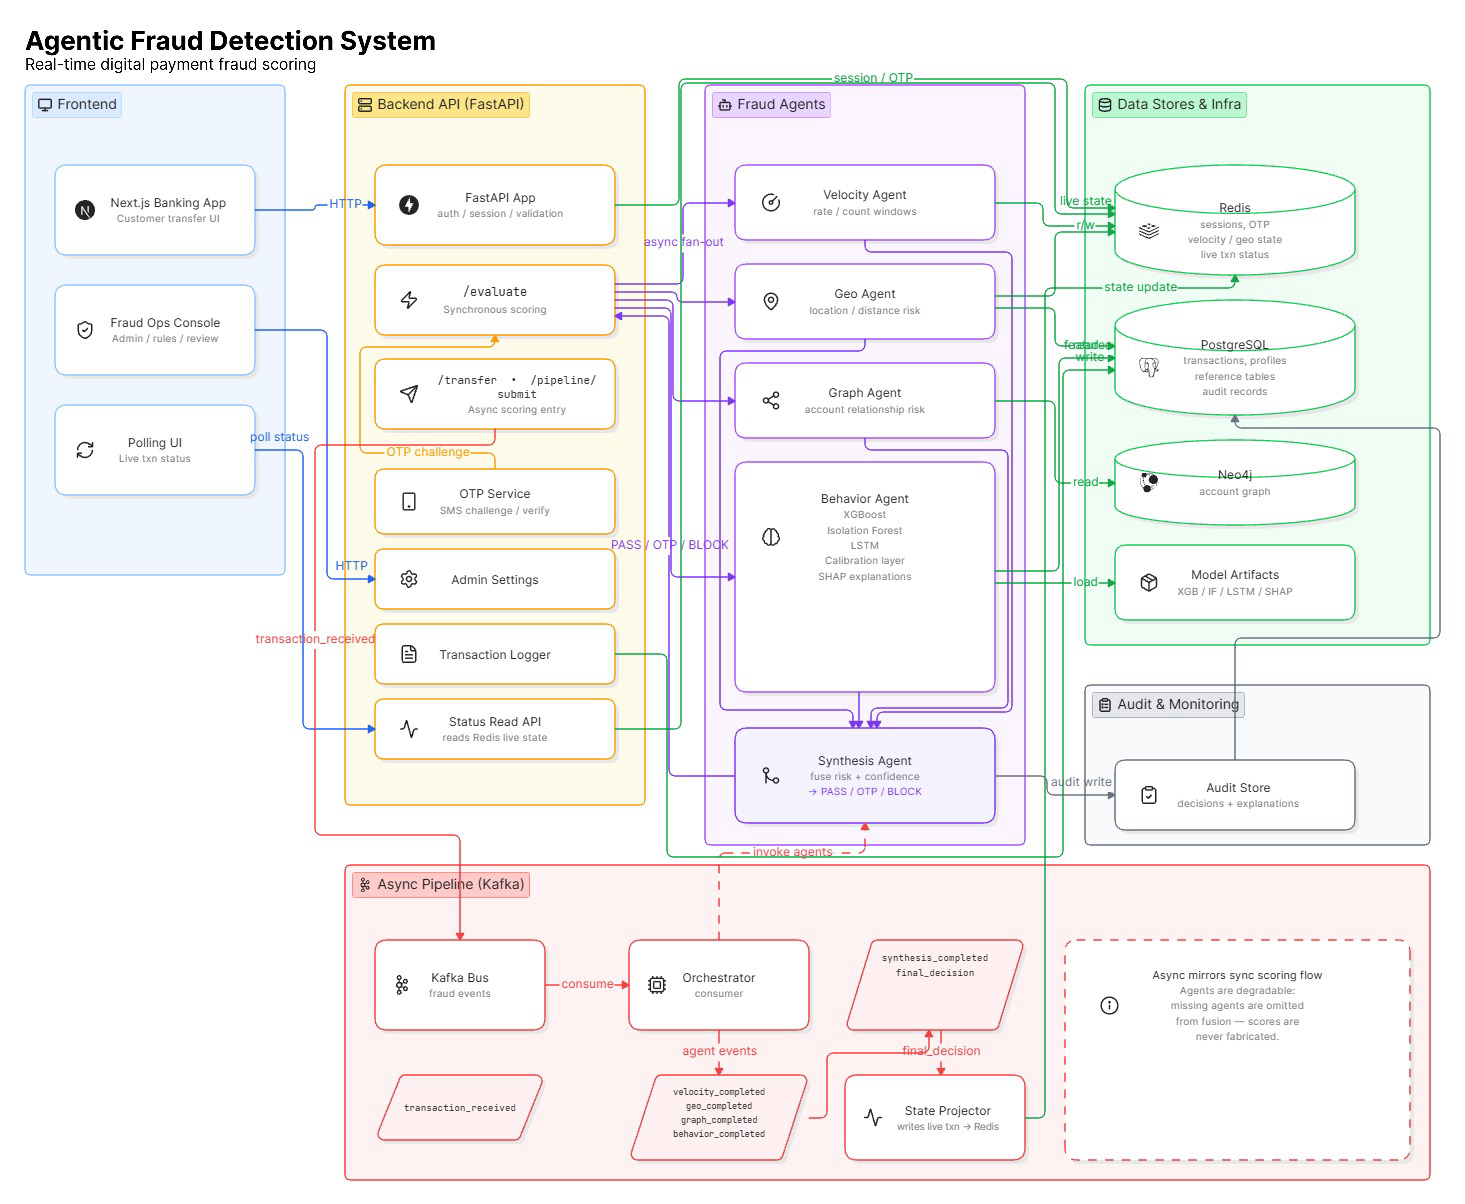 Agentic Fraud Detection System
Real-time digital payment fraud scoring
Frontend
Next.js Banking App
Customer transfer UI
Fraud Ops Console
Admin / rules / review
Polling UI
Live txn status
HTTP
poll status
HTTP
transaction_received
Backend API (FastAPI)
FastAPI App
auth / session / validation
/evaluate
Synchronous scoring
/transfer • /pipeline/
submit
Async scoring entry
OTP challenge
OTP Service
SMS challenge / verify
Admin Settings
Transaction Logger
Status Read API
reads Redis live state
session / OTP
async fan-out
PASS / OTP / BLOCK
Fraud Agents
Velocity Agent
rate / count windows
Geo Agent
location / distance risk
Graph Agent
account relationship risk
Behavior Agent
XGBoost
Isolation Forest
LSTM
Calibration layer
SHAP explanations
Synthesis Agent
fuse risk + confidence
→ PASS / OTP / BLOCK
invoke agents
live state
r/w
state update
write
read
load
audit write
Data Stores & Infra
Redis
sessions, OTP
velocity / geo state
live txn status
PostgreSQL
transactions, profiles
reference tables
audit records
Neo4j
account graph
Model Artifacts
XGB / IF / LSTM / SHAP
Audit & Monitoring
Audit Store
decisions + explanations
Async Pipeline (Kafka)
Kafka Bus
fraud events
consume
Orchestrator
consumer
agent events
synthesis_completed
final_decision
final_decision
transaction_received
velocity_completed
geo_completed
graph_completed
behavior_completed
State Projector
writes live txn → Redis
Async mirrors sync scoring flow
Agents are degradable:
missing agents are omitted
from fusion — scores are
never fabricated.